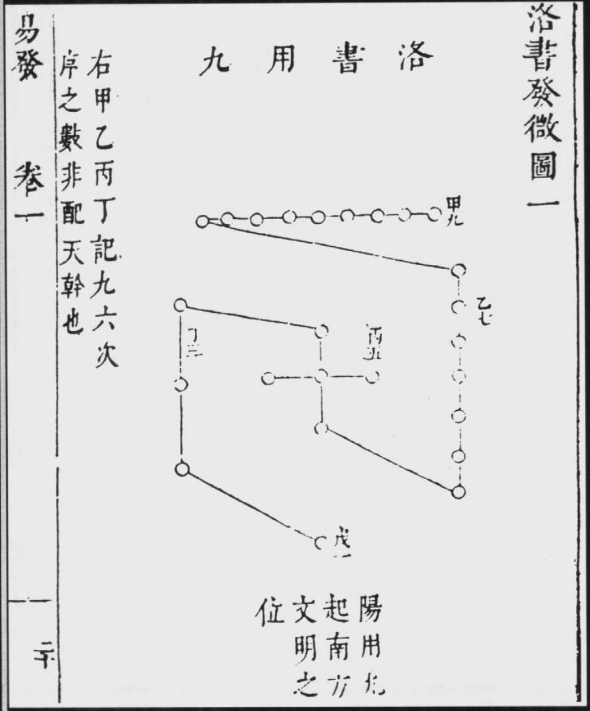 洛書發微圖一
洛書用九
甲九
乙七
丙五
丁三
戊一
陽用九
起南方
文明之
位
右甲乙丙丁記九六次
序之數非配天幹也
易發 卷一